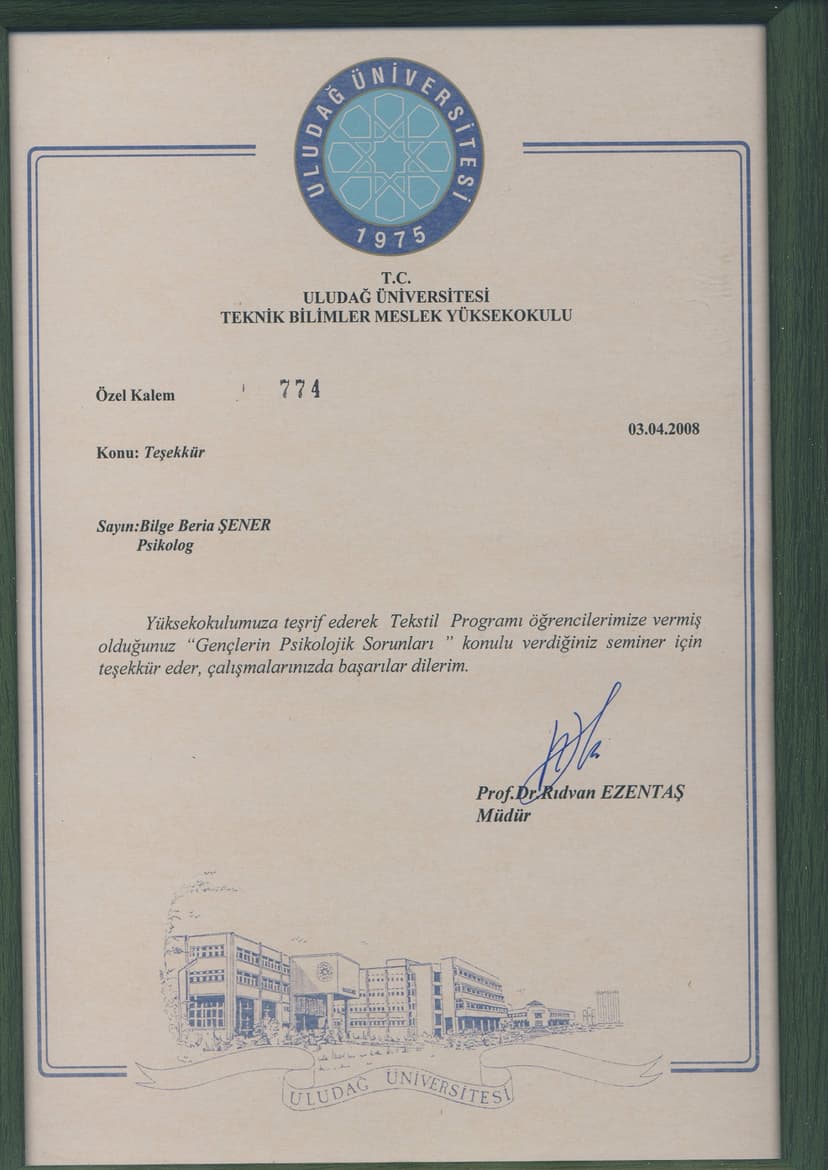 ULUDAĞ ÜNİVERSİTESİ
1975
T.C.
ULUDAĞ ÜNİVERSİTESİ
TEKNİK BİLİMLER MESLEK YÜKSEKOKULU
Özel Kalem 774
03.04.2008
Konu: Teşekkür
Sayın:Bilge Beria ŞENER
Psikolog
Yüksekokulumuza teşrif ederek Tekstil Programı öğrencilerimize vermiş
olduğunuz “Gençlerin Psikolojik Sorunları ” konulu verdiğiniz seminer için
teşekkür eder, çalışmalarınızda başarılar dilerim.
Prof.Dr.Rıdvan EZENTAŞ
Müdür
ULUDAĞ ÜNİVERSİTESİ